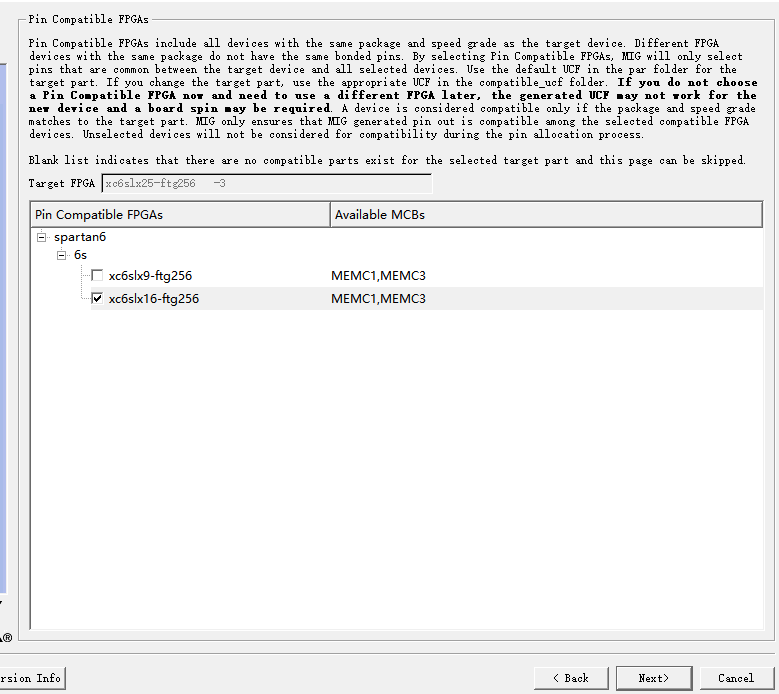 Pin Compatible FPGAs
Pin Compatible FPGAs include all devices with the same package and speed grade as the target device. Different FPGA
devices with the same package do not have the same bonded pins. By selecting Pin Compatible FPGAs, MIG will only select
pins that are common between the target device and all selected devices. Use the default UCF in the par folder for the
target part. If you change the target part, use the appropriate UCF in the compatible_ucf folder. If you do not choose
a Pin Compatible FPGA now and need to use a different FPGA later, the generated UCF may not work for the
new device and a board spin may be required. A device is considered compatible only if the package and speed grade
matches to the target part. MIG only ensures that MIG generated pin out is compatible among the selected compatible FPGA
devices. Unselected devices will not be considered for compatibility during the pin allocation process.
Blank list indicates that there are no compatible parts exist for the selected target part and this page can be skipped.
Target FPGA xc6slx25-ftg256 -3
Pin Compatible FPGAs Available MCBs
spartan6
6s
xc6slx9-ftg256 MEMC1,MEMC3
xc6slx16-ftg256 MEMC1,MEMC3
®
rsion Info < Back Next> Cancel